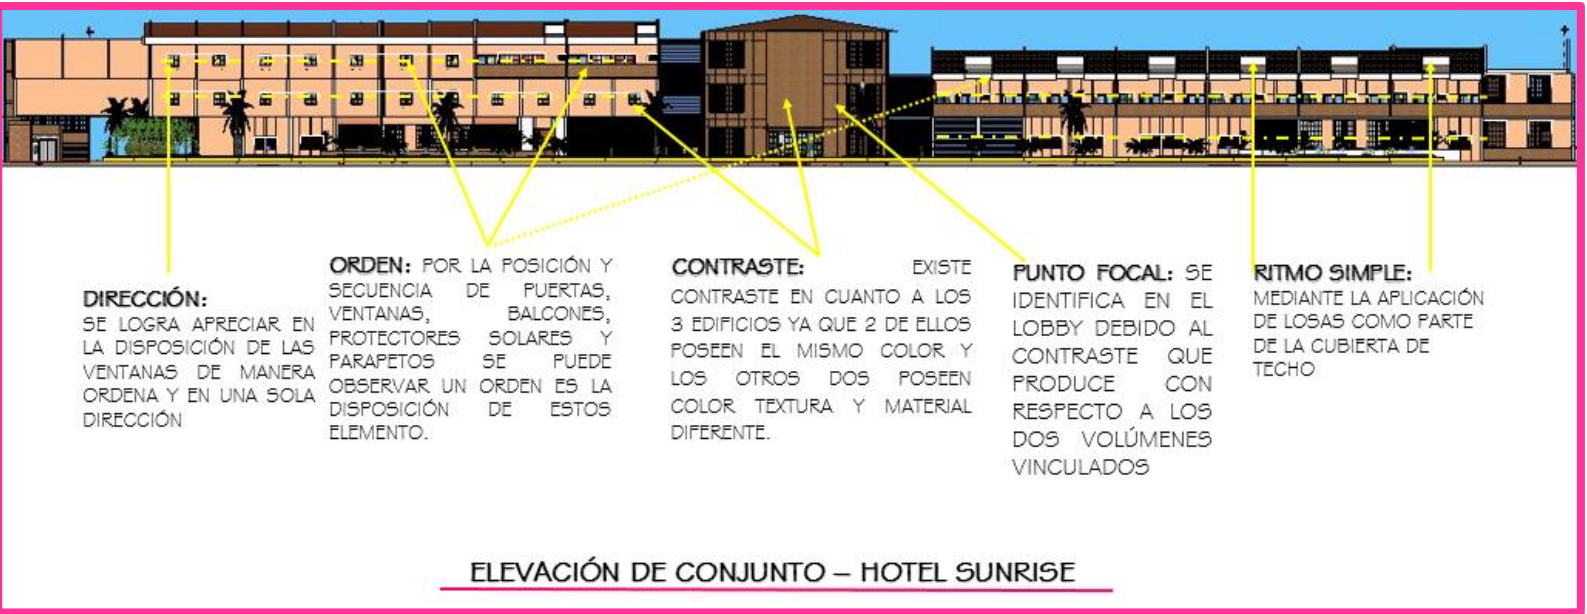 DIRECCIÓN:
SE LOGRA APRECIAR EN
LA DISPOSICIÓN DE LAS
VENTANAS DE MANERA
ORDENA Y EN UNA SOLA
DIRECCIÓN
ORDEN: POR LA POSICIÓN Y
SECUENCIA DE PUERTAS,
VENTANAS, BALCONES,
PROTECTORES SOLARES Y
PARAPETOS SE PUEDE
OBSERVAR UN ORDEN ES LA
DISPOSICIÓN DE ESTOS
ELEMENTO.
CONTRASTE: EXISTE
CONTRASTE EN CUANTO A LOS
3 EDIFICIOS YA QUE 2 DE ELLOS
POSEEN EL MISMO COLOR Y
LOS OTROS DOS POSEEN
COLOR TEXTURA Y MATERIAL
DIFERENTE.
PUNTO FOCAL: SE
IDENTIFICA EN EL
LOBBY DEBIDO AL
CONTRASTE QUE
PRODUCE CON
RESPECTO A LOS
DOS VOLÚMENES
VINCULADOS
RITMO SIMPLE:
MEDIANTE LA APLICACIÓN
DE LOSAS COMO PARTE
DE LA CUBIERTA DE
TECHO
ELEVACIÓN DE CONJUNTO – HOTEL SUNRISE